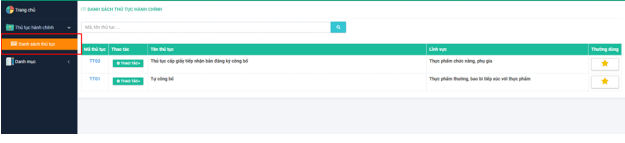 Trang chủ
DANH SÁCH THỦ TỤC HÀNH CHÍNH
Thủ tục hành chính
Mã, tên thủ tục ...
Danh sách thủ tục
Danh mục
Mã thủ tục Thao tác Tên thủ tục Lĩnh vực Thường dùng
TT02 THAO TÁC Thủ tục cấp giấy tiếp nhận bản đăng ký công bố Thực phẩm chức năng, phụ gia
TT01 THAO TÁC Tự công bố Thực phẩm thường, bao bì tiếp xúc với thực phẩm